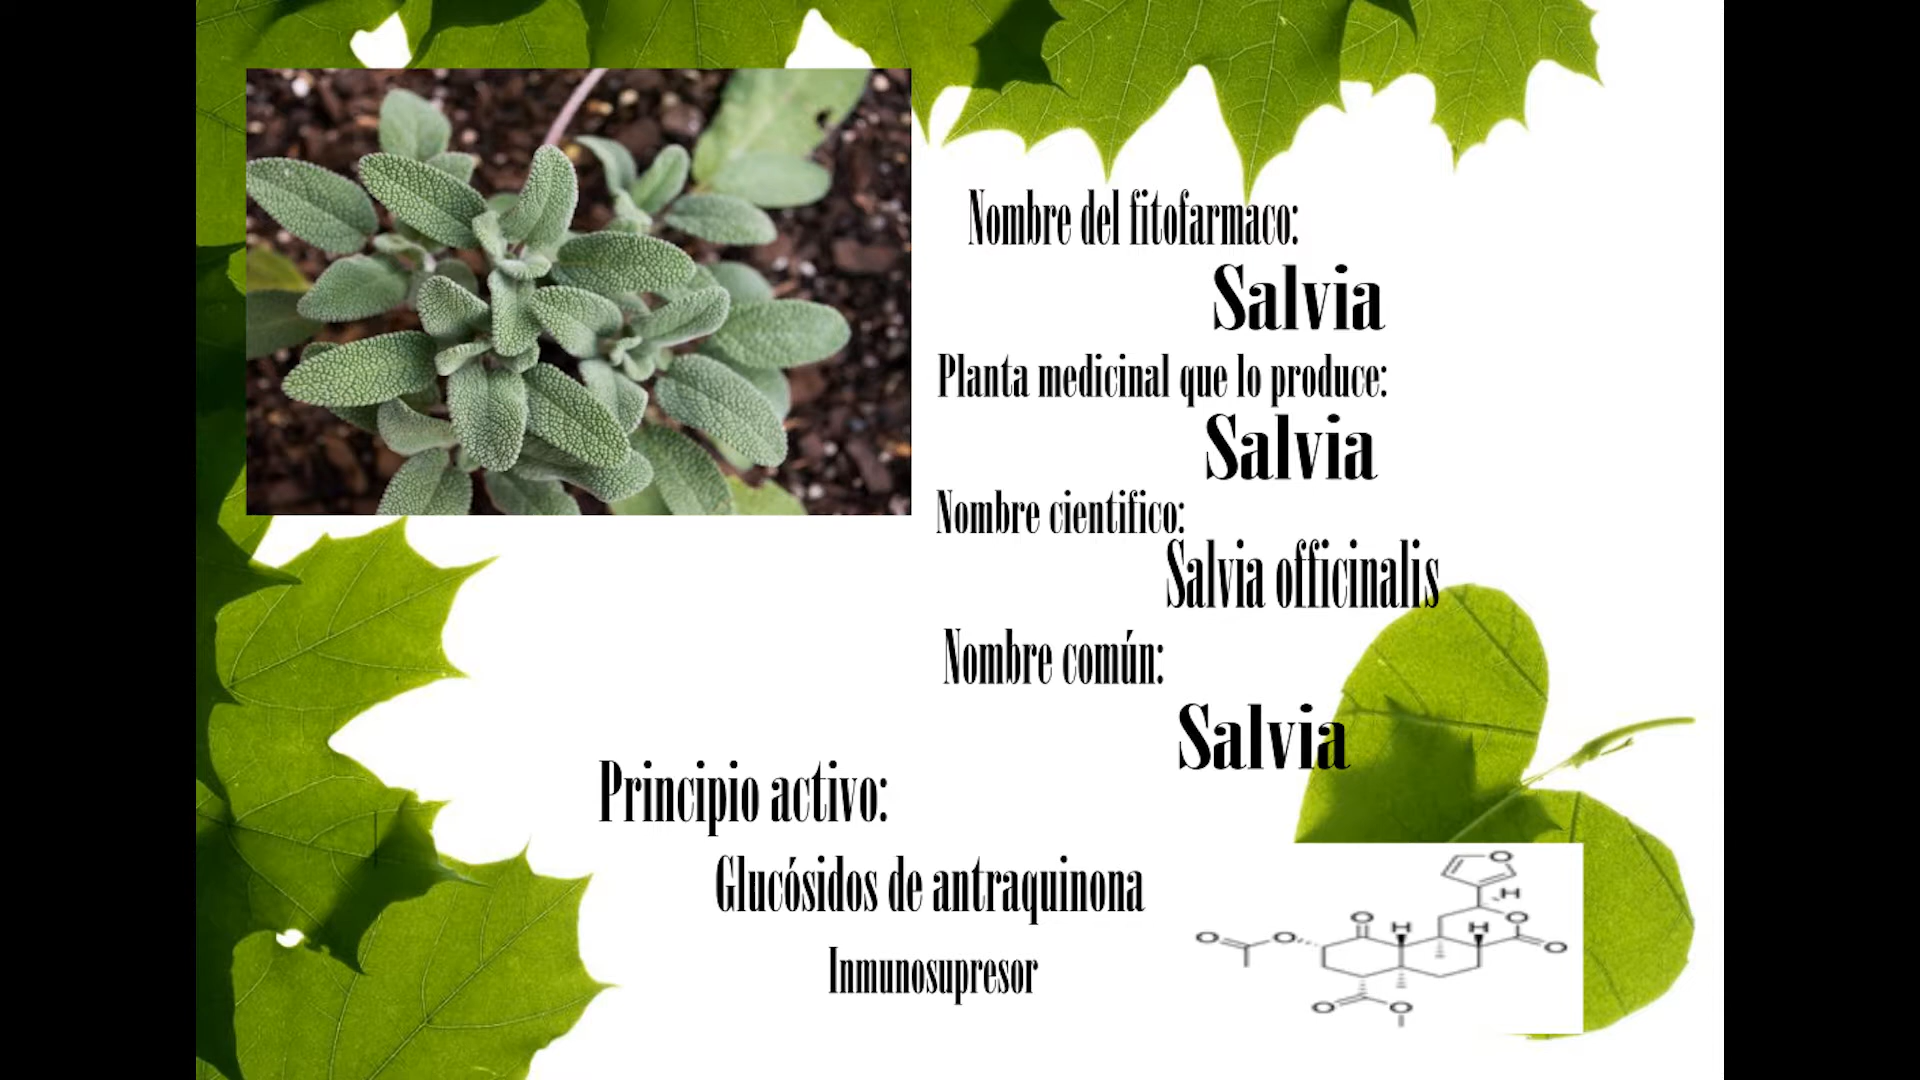 Nombre del fitofarmaco:
Salvia
Planta medicinal que lo produce:
Salvia
Nombre cientifico:
Salvia officinalis
Nombre común:
Salvia
Principio activo:
Glucósidos de antraquinona
Inmunosupresor
O
H
O
O
O
O
H
H
O
O
O